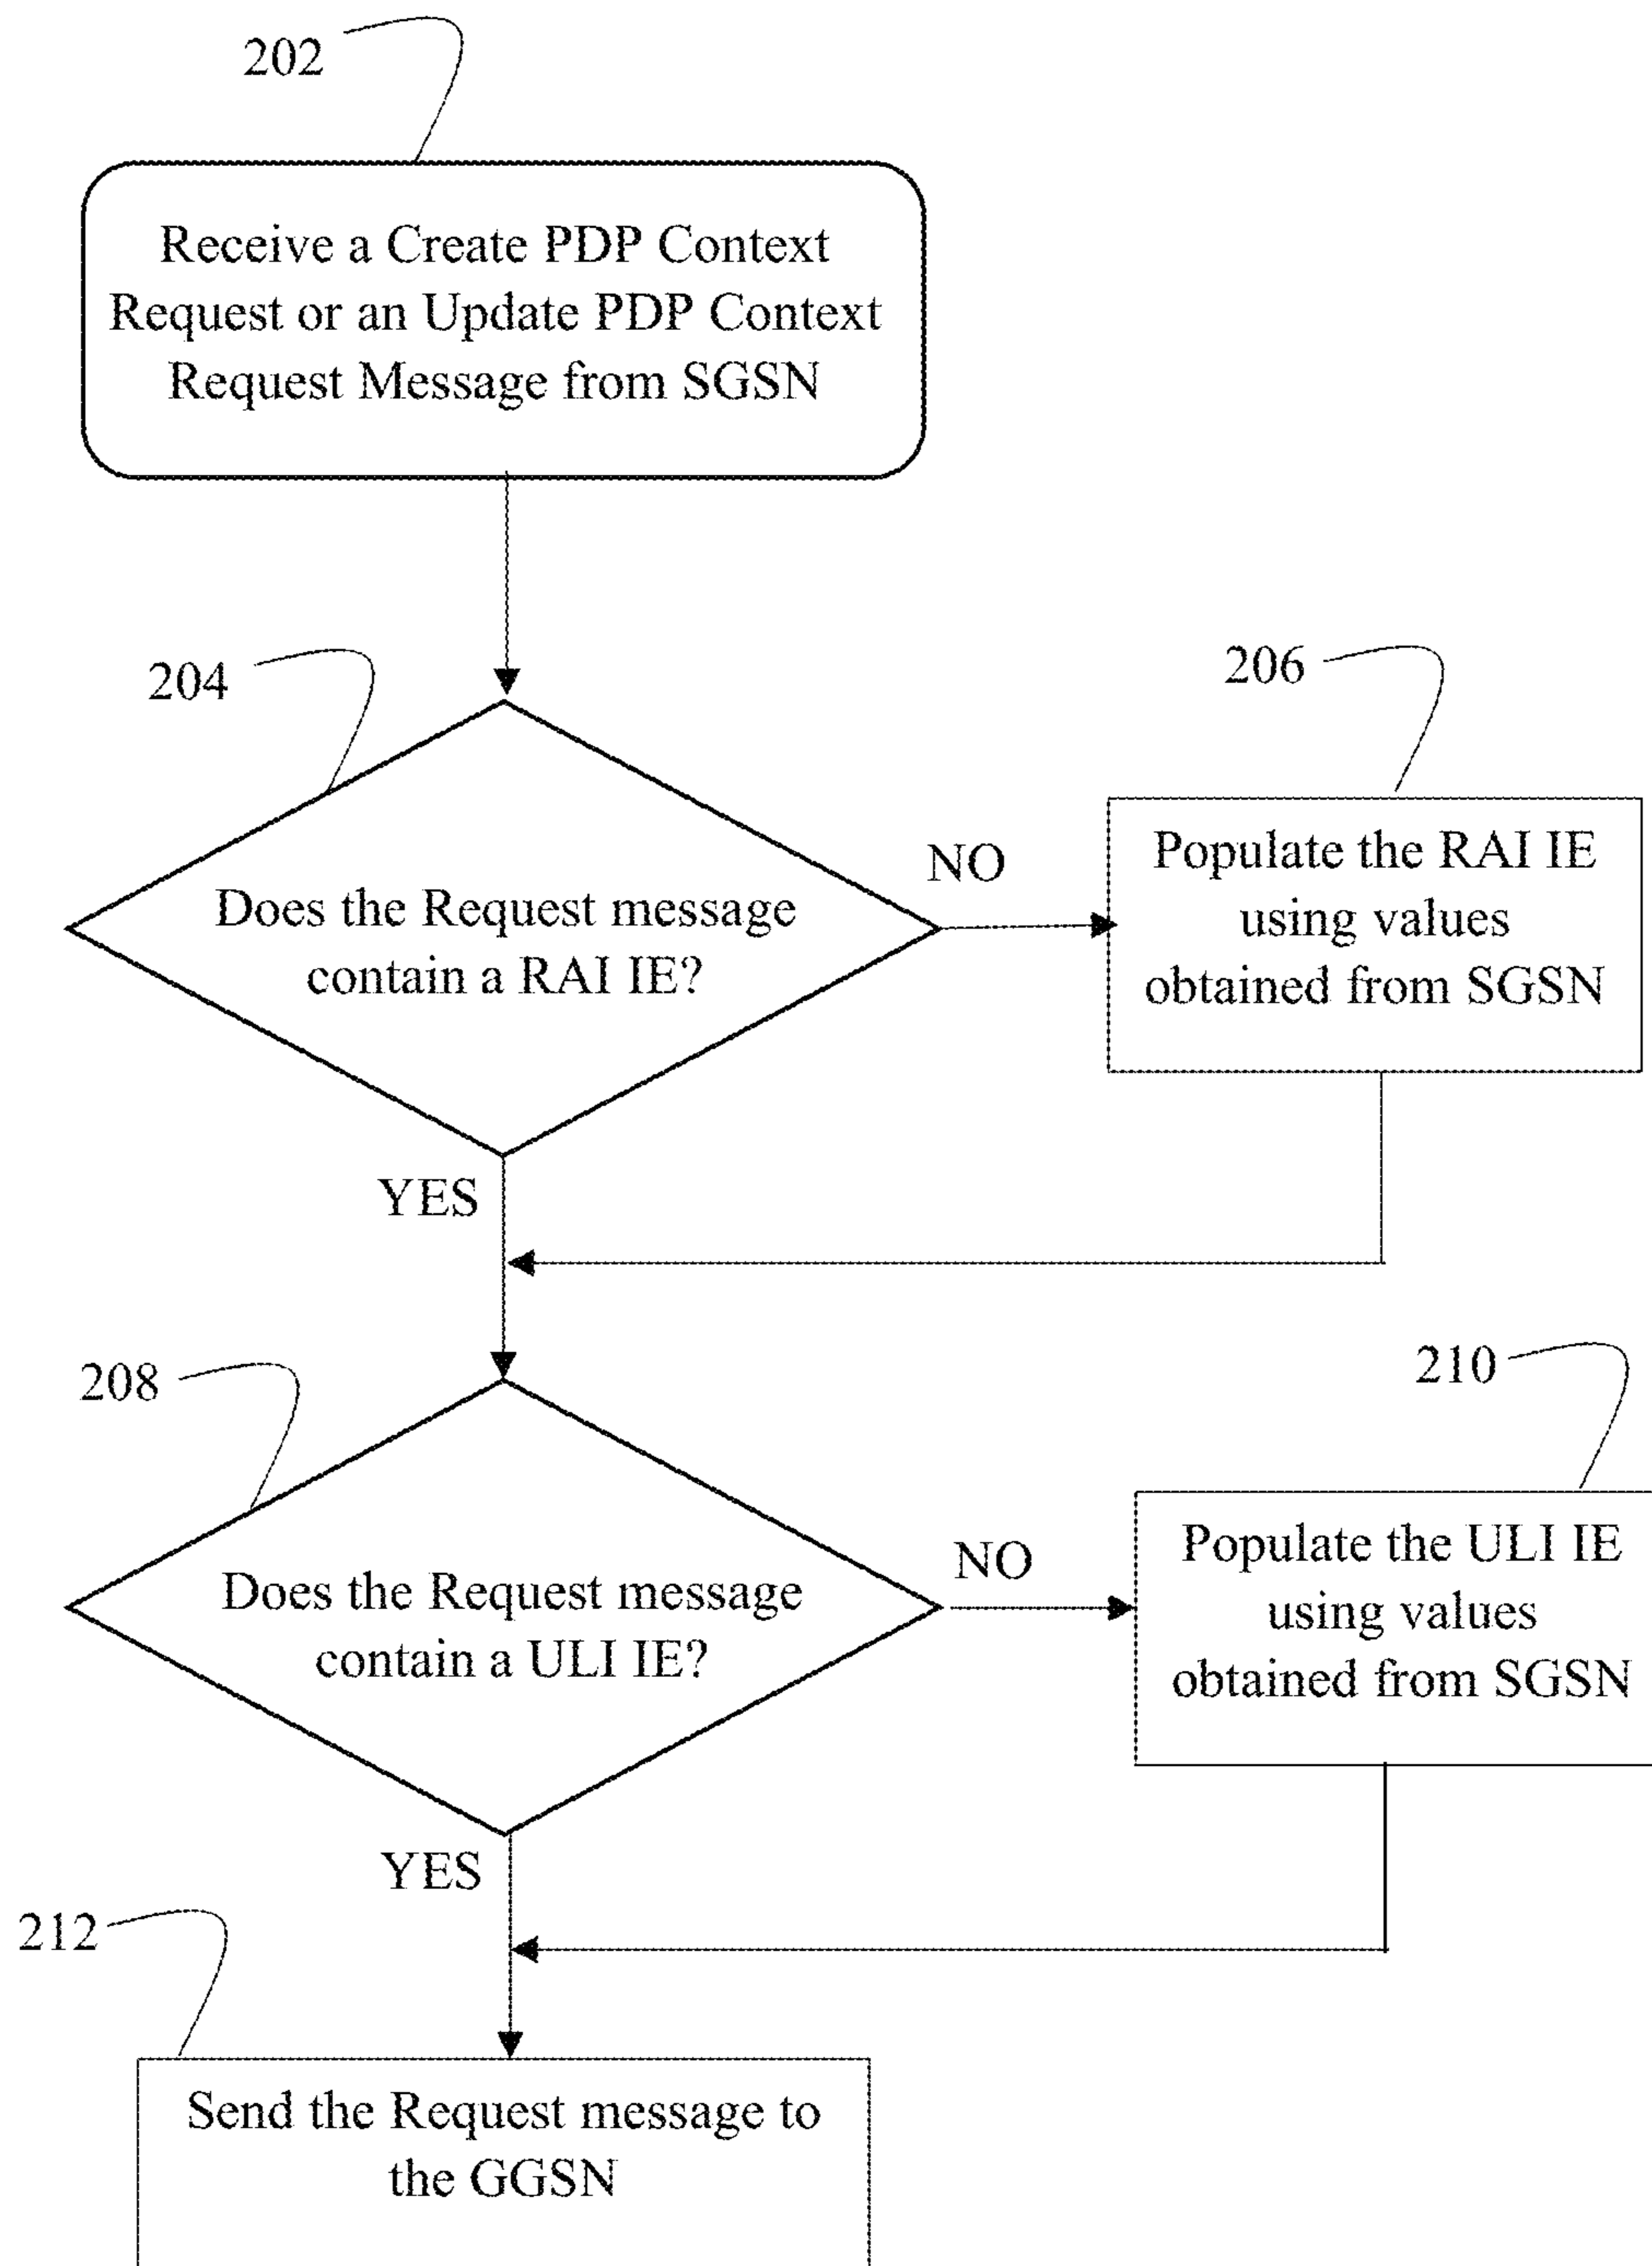 202
Receive a Create PDP Context
Request or an Update PDP Context
Request Message from SGSN
204
Does the Request message
contain a RAI IE?
NO
206
Populate the RAI IE
using values
obtained from SGSN
YES
208
Does the Request message
contain a ULI IE?
NO
210
Populate the ULI IE
using values
obtained from SGSN
YES
212
Send the Request message to
the GGSN